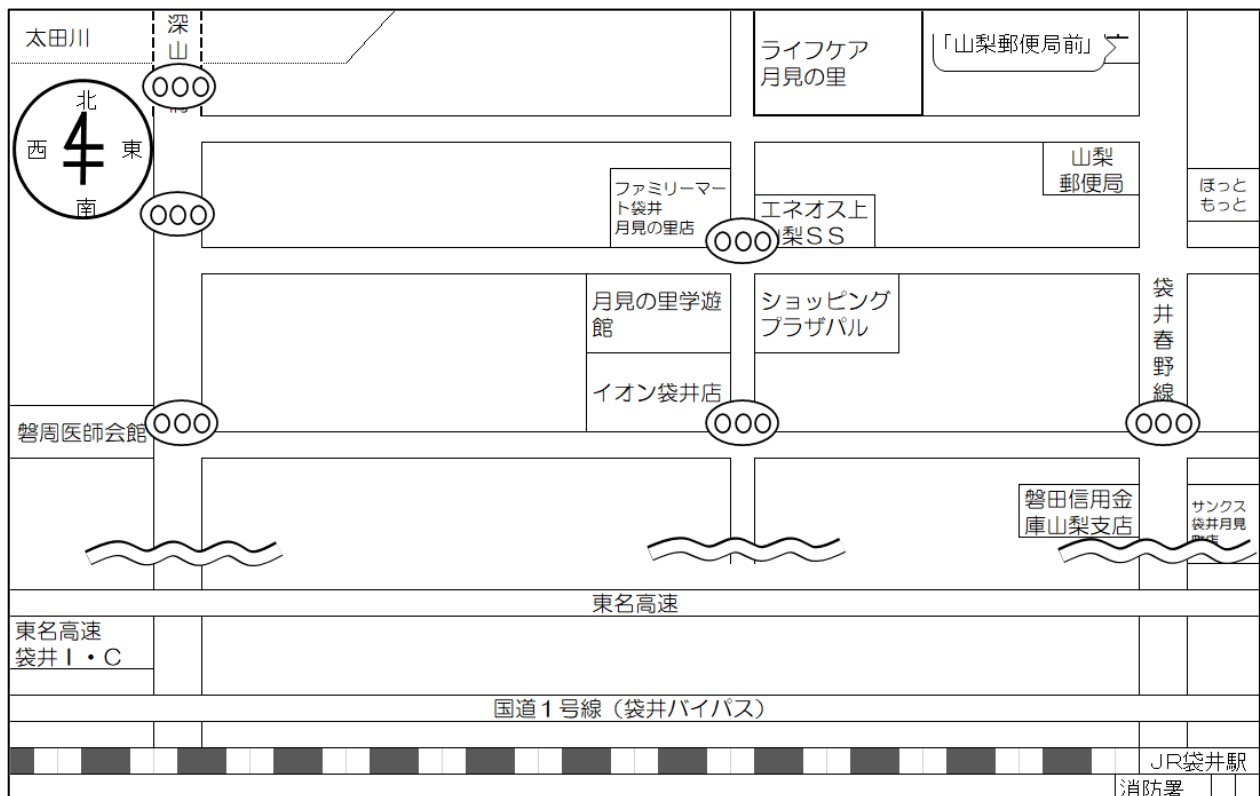 太田川
深山
北
西
東
南
ライフケア
月見の里
「山梨郵便局前」
山梨
郵便局
ほっと
もっと
ファミリーマー
ト袋井
月見の里店
エネオス上
梨ＳＳ
月見の里学遊
館
ショッピング
プラザパル
袋井春野線
イオン袋井店
磐周医師会館
磐田信用金
庫山梨支店
サンクス
袋井月見
東名高速
東名高速
袋井Ｉ・Ｃ
国道１号線（袋井バイパス）
ＪＲ袋井駅
消防署